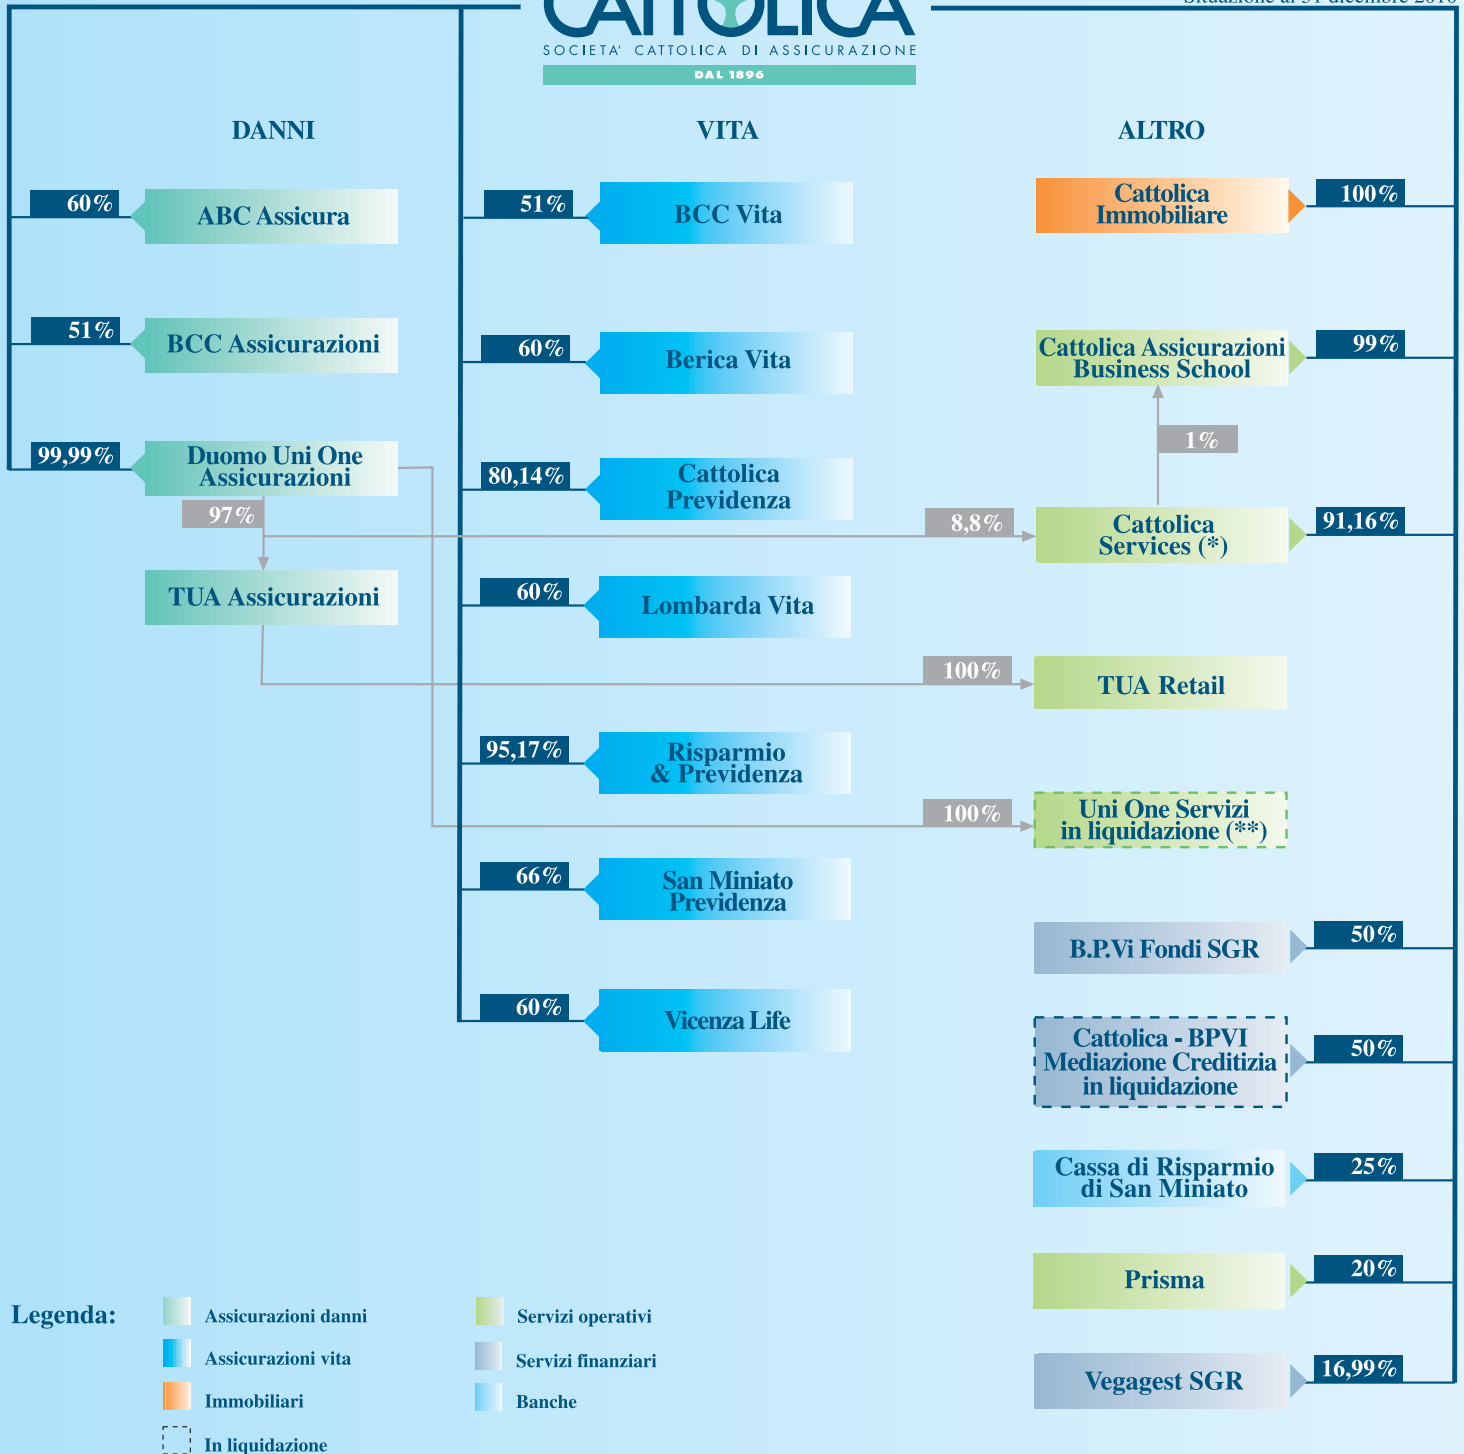 CATTOLICA
SOCIETA' CATTOLICA DI ASSICURAZIONE
DAL 1896
DANNI
VITA
ALTRO
60%
ABC Assicura
51%
BCC Assicurazioni
99,99%
Duomo Uni One
Assicurazioni
97%
TUA Assicurazioni
51%
BCC Vita
60%
Berica Vita
80,14%
Cattolica
Previdenza
60%
Lombarda Vita
95,17%
Risparmio
& Previdenza
66%
San Miniato
Previdenza
60%
Vicenza Life
Cattolica
Immobiliare
100%
Cattolica Assicurazioni
Business School
99%
1%
8,8%
Cattolica
Services (*)
91,16%
100%
TUA Retail
100%
Uni One Servizi
in liquidazione (**)
B.P.Vi Fondi SGR
50%
Cattolica - BPVI
Mediazione Creditizia
in liquidazione
50%
Cassa di Risparmio
di San Miniato
25%
Prisma
20%
Vegagest SGR
16,99%
Legenda:
Assicurazioni danni
Assicurazioni vita
Immobiliari
In liquidazione
Servizi operativi
Servizi finanziari
Banche